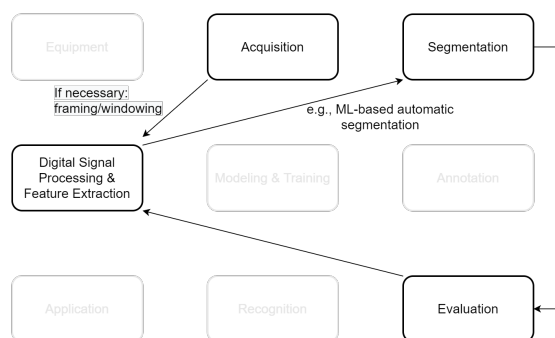 Equipment
Acquisition
Segmentation
If necessary:
framing/windowing
e.g., ML-based automatic
segmentation
Digital Signal
Processing &
Feature Extraction
Modeling & Training
Annotation
Application
Recognition
Evaluation